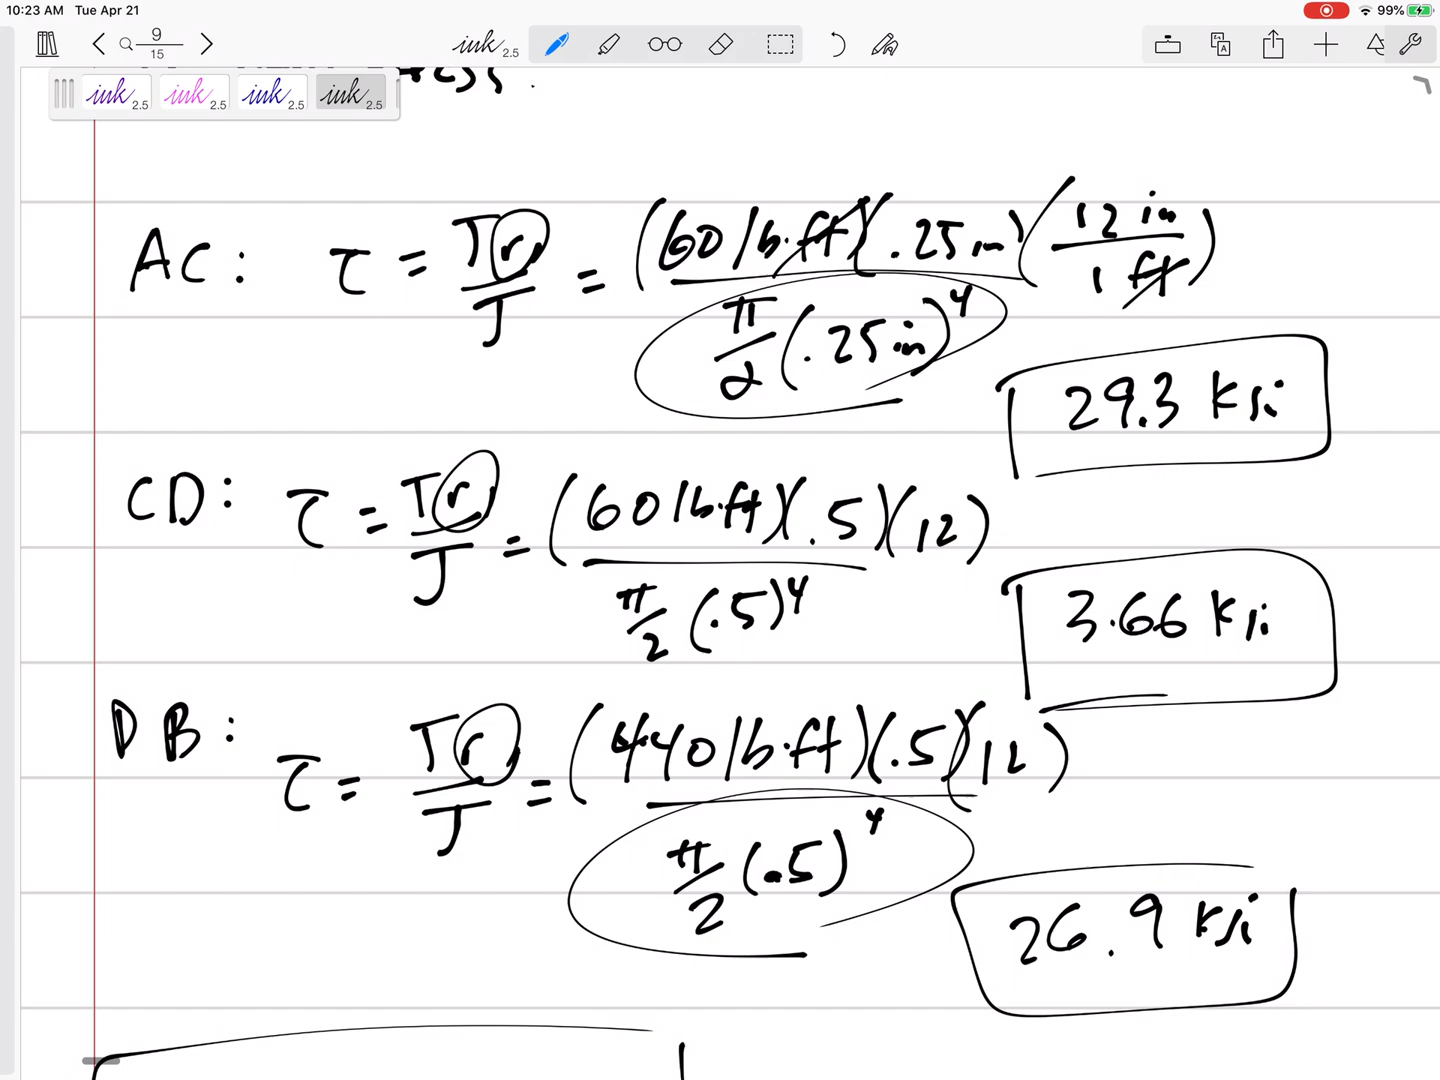 10:23 AM Tue Apr 21
99%
9
15
ink 2.5
ink 2.5 ink 2.5 ink 2.5 ink 2.5
AC: τ = Tr/J = (60 lb·ft)(.25 in)(12 in/1 ft) / π/2 (.25 in)^4
29.3 ksi
CD: τ = Tr/J = (60 lb·ft)(.5)(12) / π/2 (.5)^4
3.66 ksi
DB: τ = Tr/J = (440 lb·ft)(.5)(12) / π/2 (.5)^4
26.9 ksi